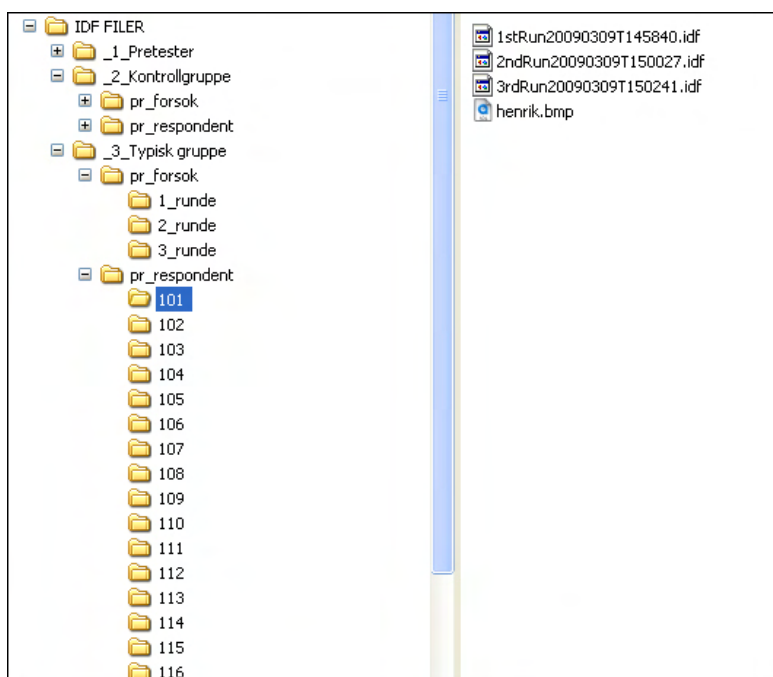 IDF FILER
_1_Pretester
_2_Kontrollgruppe
pr_forsok
pr_respondent
_3_Typisk gruppe
pr_forsok
1_runde
2_runde
3_runde
pr_respondent
101
102
103
104
105
106
107
108
109
110
111
112
113
114
115
116
1stRun20090309T145840.idf
2ndRun20090309T150027.idf
3rdRun20090309T150241.idf
henrik.bmp